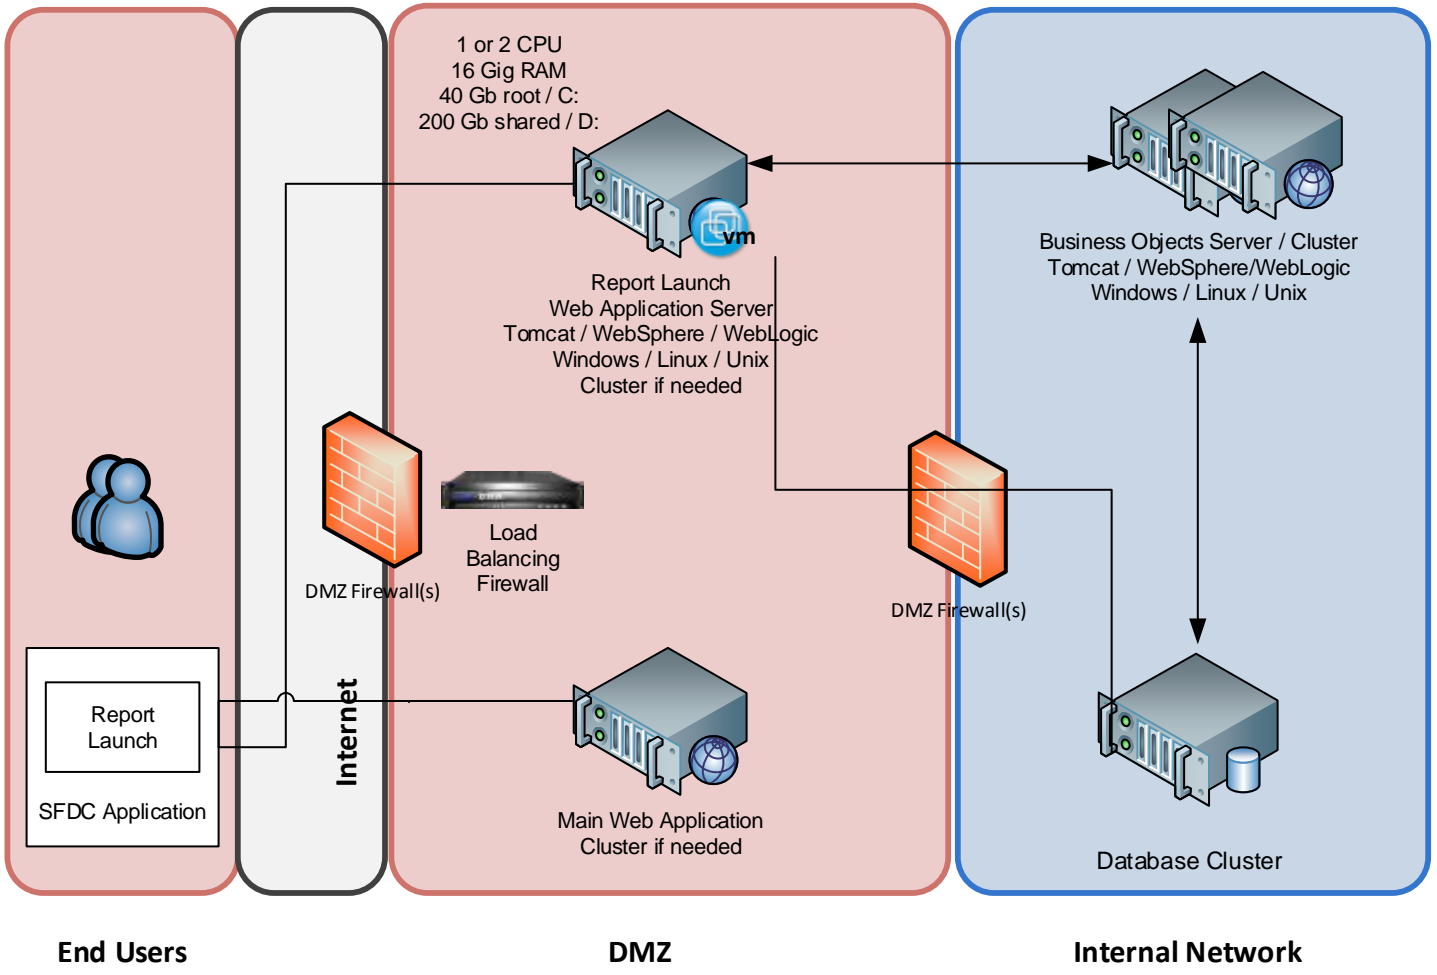 1 or 2 CPU
16 Gig RAM
40 Gb root / C:
200 Gb shared / D:
vm
Report Launch
Web Application Server
Tomcat / WebSphere / WebLogic
Windows / Linux / Unix
Cluster if needed
Business Objects Server / Cluster
Tomcat / WebSphere/WebLogic
Windows / Linux / Unix
Load
Balancing
Firewall
DMZ Firewall(s)
DMZ Firewall(s)
Internet
Report
Launch
SFDC Application
Main Web Application
Cluster if needed
Database Cluster
End Users
DMZ
Internal Network